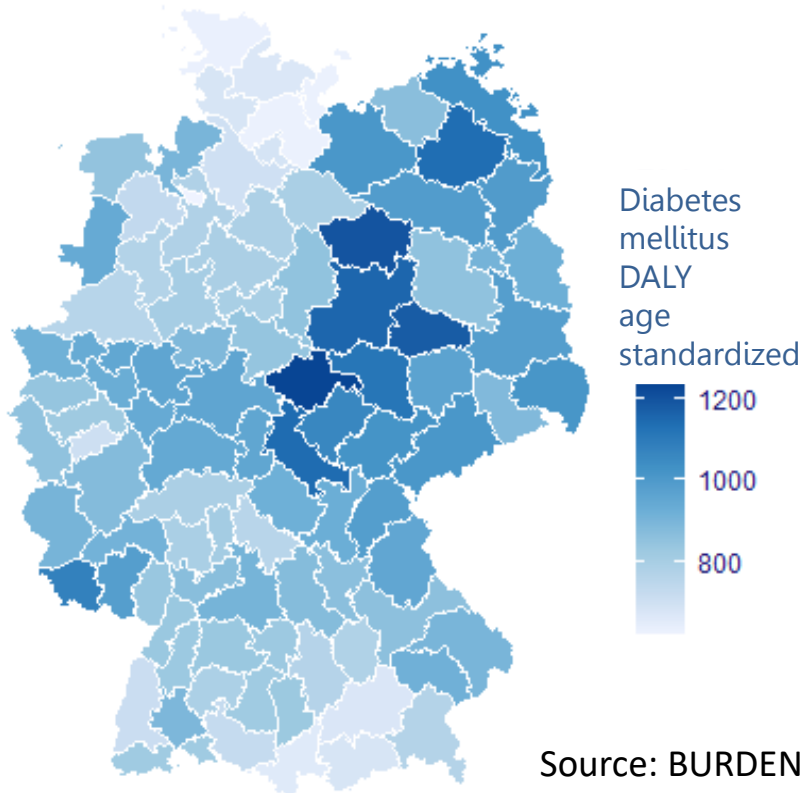 Diabetes
mellitus
DALY
age
standardized
1200
1000
800
Source: BURDEN